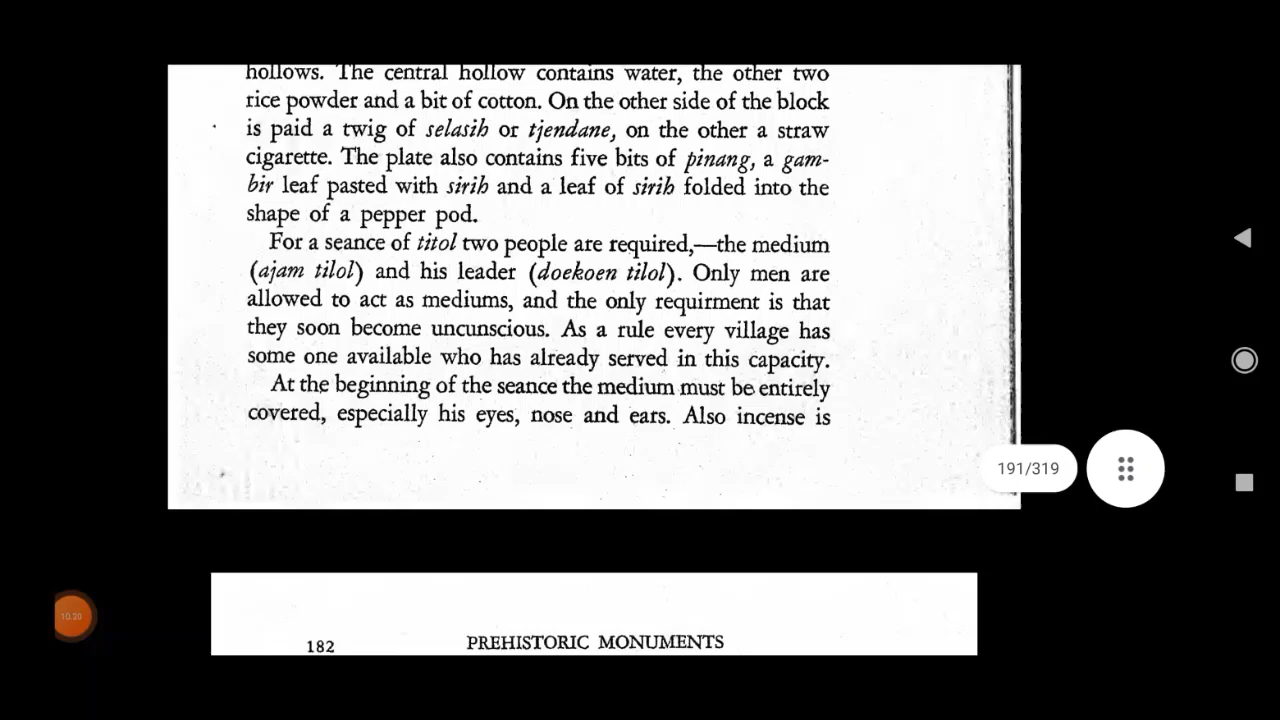 hollows. The central hollow contains water, the other two
rice powder and a bit of cotton. On the other side of the block
is paid a twig of selasih or tjendane, on the other a straw
cigarette. The plate also contains five bits of pinang, a gam-
bir leaf pasted with sirih and a leaf of sirih folded into the
shape of a pepper pod.
For a seance of titol two people are required,—the medium
(ajam tilol) and his leader (doekoen tilol). Only men are
allowed to act as mediums, and the only requirment is that
they soon become uncunscious. As a rule every village has
some one available who has already served in this capacity.
At the beginning of the seance the medium must be entirely
covered, especially his eyes, nose and ears. Also incense is
191/319
10.20
182 PREHISTORIC MONUMENTS